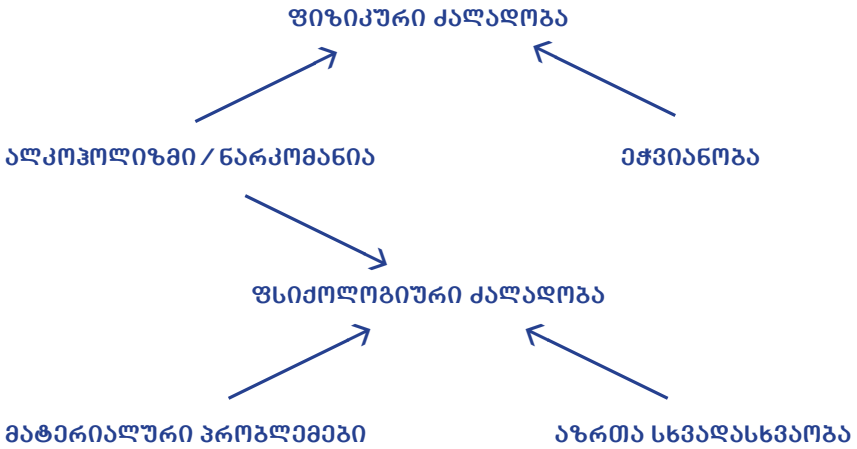 ფიზიკური ძალადობა
ალკოჰოლიზმი / ნარკომანია
ეჭვიანობა
ფსიქოლოგიური ძალადობა
მატერიალური პრობლემები
აზრთა სხვადასხვაობა